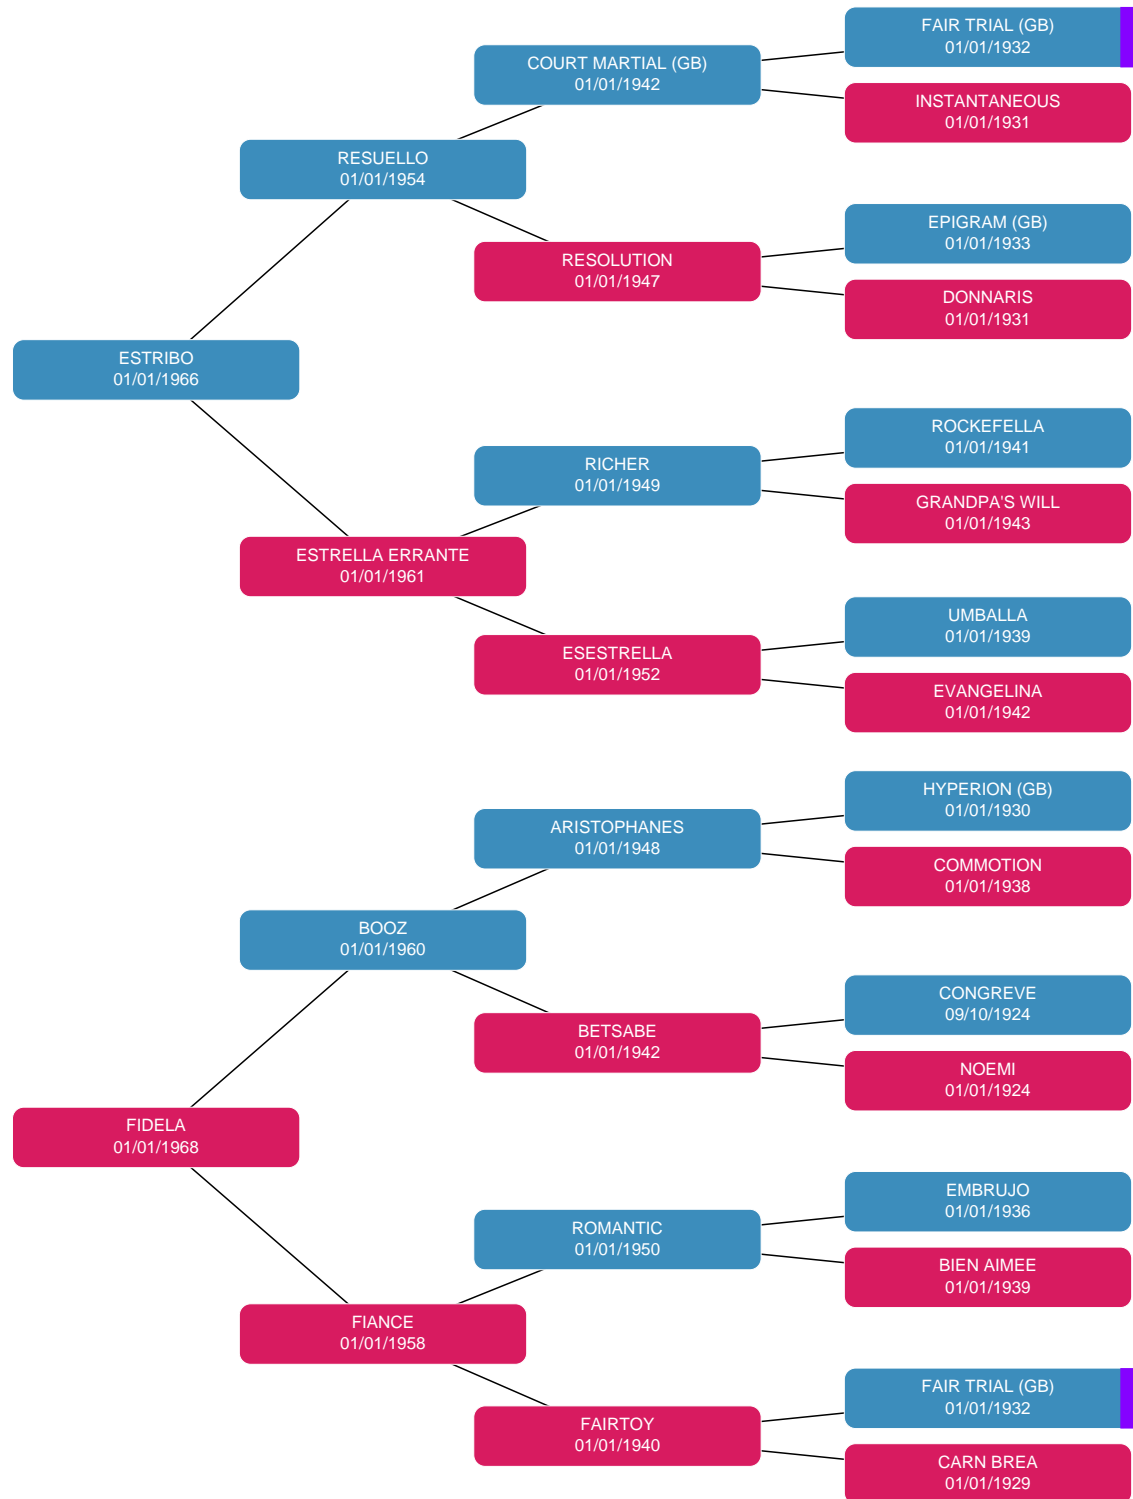 FAIR TRIAL (GB)
01/01/1932
COURT MARTIAL (GB)
01/01/1942
INSTANTANEOUS
01/01/1931
RESUELLO
01/01/1954
EPIGRAM (GB)
01/01/1933
RESOLUTION
01/01/1947
DONNARIS
01/01/1931
ESTRIBO
01/01/1966
ROCKEFELLA
01/01/1941
RICHER
01/01/1949
GRANDPA'S WILL
01/01/1943
ESTRELLA ERRANTE
01/01/1961
UMBALLA
01/01/1939
ESESTRELLA
01/01/1952
EVANGELINA
01/01/1942
HYPERION (GB)
01/01/1930
ARISTOPHANES
01/01/1948
COMMOTION
01/01/1938
BOOZ
01/01/1960
CONGREVE
09/10/1924
BETSABE
01/01/1942
NOEMI
01/01/1924
FIDELA
01/01/1968
EMBRUJO
01/01/1936
ROMANTIC
01/01/1950
BIEN AIMEE
01/01/1939
FIANCE
01/01/1958
FAIR TRIAL (GB)
01/01/1932
FAIRTOY
01/01/1940
CARN BREA
01/01/1929